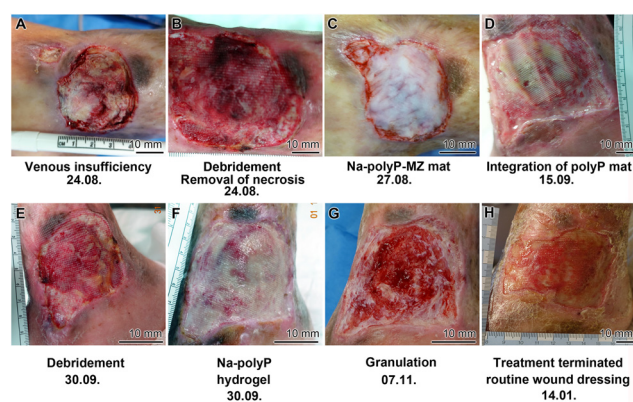 A
B
C
D
10 mm
10 mm
10 mm
10 mm
Venous insufficiency
24.08.
Debridement
Removal of necrosis
24.08.
Na-polyP-MZ mat
27.08.
Integration of polyP mat
15.09.
E
F
G
H
10 mm
10 mm
10 mm
10 mm
Debridement
30.09.
Na-polyP
hydrogel
30.09.
Granulation
07.11.
Treatment terminated
routine wound dressing
14.01.